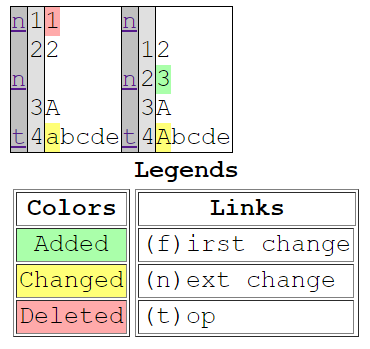 n 1 1 n
2 2 1 2
n n 2 3
3 A 3 A
t 4 abcde t 4 Abcde
Legends
Colors Links
Added (f)irst change
Changed (n)ext change
Deleted (t)op